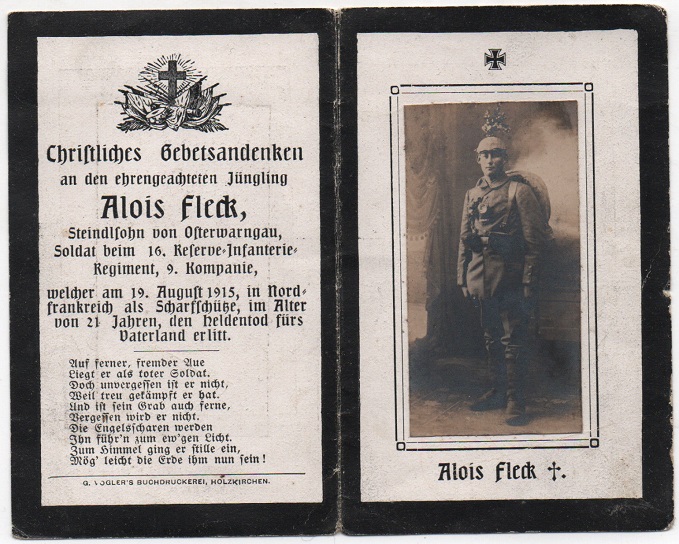 Christliches Gebetsandenken
an den ehrengeachteten Jüngling
Alois Fleck,
Steindlsohn von Osterwarngau,
Soldat beim 16. Reserve-Infanterie-
Regiment, 9. Kompanie,
welcher am 19. August 1915, in Nord-
frankreich als Scharfschütze, im Alter
von 21 Jahren, den Heldentod fürs
Vaterland erlitt.
Auf ferner, fremder Aue
Liegt er als toter Soldat.
Doch unvergessen ist er nicht,
Weil treu gekämpft er hat.
Und ist sein Grab auch ferne,
Vergessen wird er nicht.
Die Engelsscharen werden
Ihn führ'n zum ew'gen Licht.
Zum Himmel ging er stille ein,
Mög' leicht die Erde ihm nun sein!
G. VOGLER'S BUCHDRUCKEREI, HOLZKIRCHEN.
Alois Fleck †.